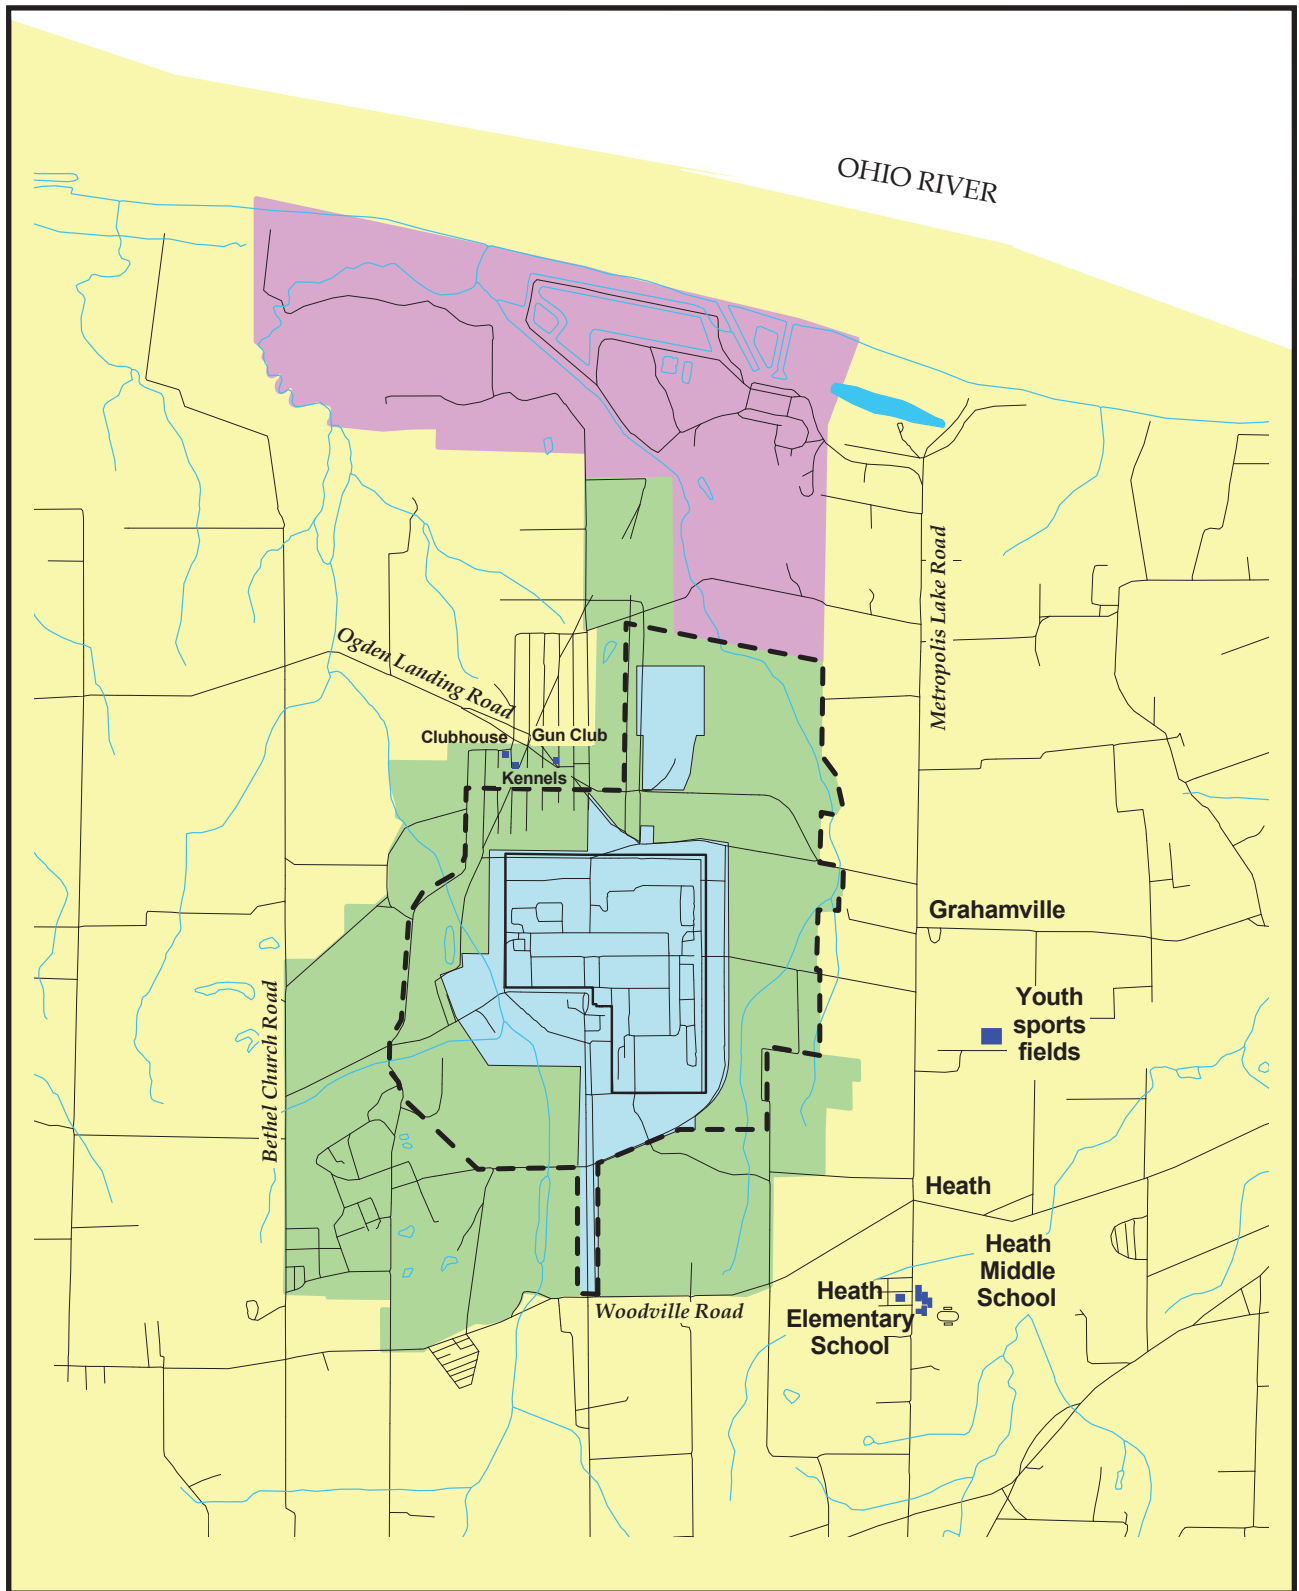 OHIO RIVER
Metropolis Lake Road
Ogden Landing Road
Clubhouse
Gun Club
Kennels
Grahamville
Youth
sports
fields
Bethel Church Road
Heath
Heath
Middle
School
Heath
Elementary
School
Woodville Road